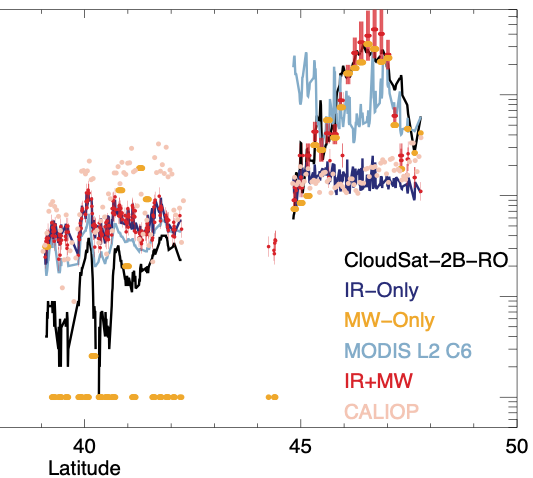 CloudSat−2B−RO
IR−Only
MW−Only
MODIS L2 C6
IR+MW
CALIOP
40
45
50
Latitude